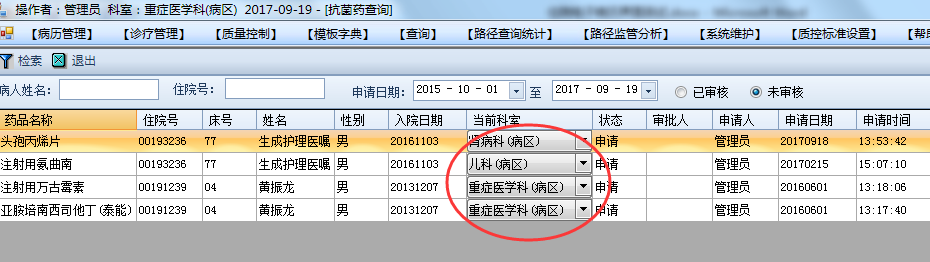 操作者：管理员 科室：重症医学科(病区) 2017-09-19 - [抗菌药查询]
【病历管理】 【诊疗管理】 【质量控制】 【模板字典】 【查询】 【路径查询统计】 【路径监管分析】 【系统维护】 【质控标准设置】 【帮
检索 退出
病人姓名： 住院号： 申请日期： 2015 - 10 - 01 至 2017 - 09 - 19 已审核 未审核
药品名称 住院号 床号 姓名 性别 入院日期 当前科室 状态 审批人 申请人 申请日期 申请时间
头孢丙烯片 00193236 77 生成护理医嘱 男 20161103 肾病科(病区) 申请 管理员 20170918 13:53:42
注射用氨曲南 00193236 77 生成护理医嘱 男 20161103 儿科(病区) 申请 管理员 20170215 15:07:10
注射用万古霉素 00191239 04 黄振龙 男 20131207 重症医学科(病区) 申请 管理员 20160601 13:18:06
亚胺培南西司他丁(泰能) 00191239 04 黄振龙 男 20131207 重症医学科(病区) 申请 管理员 20160601 13:17:40